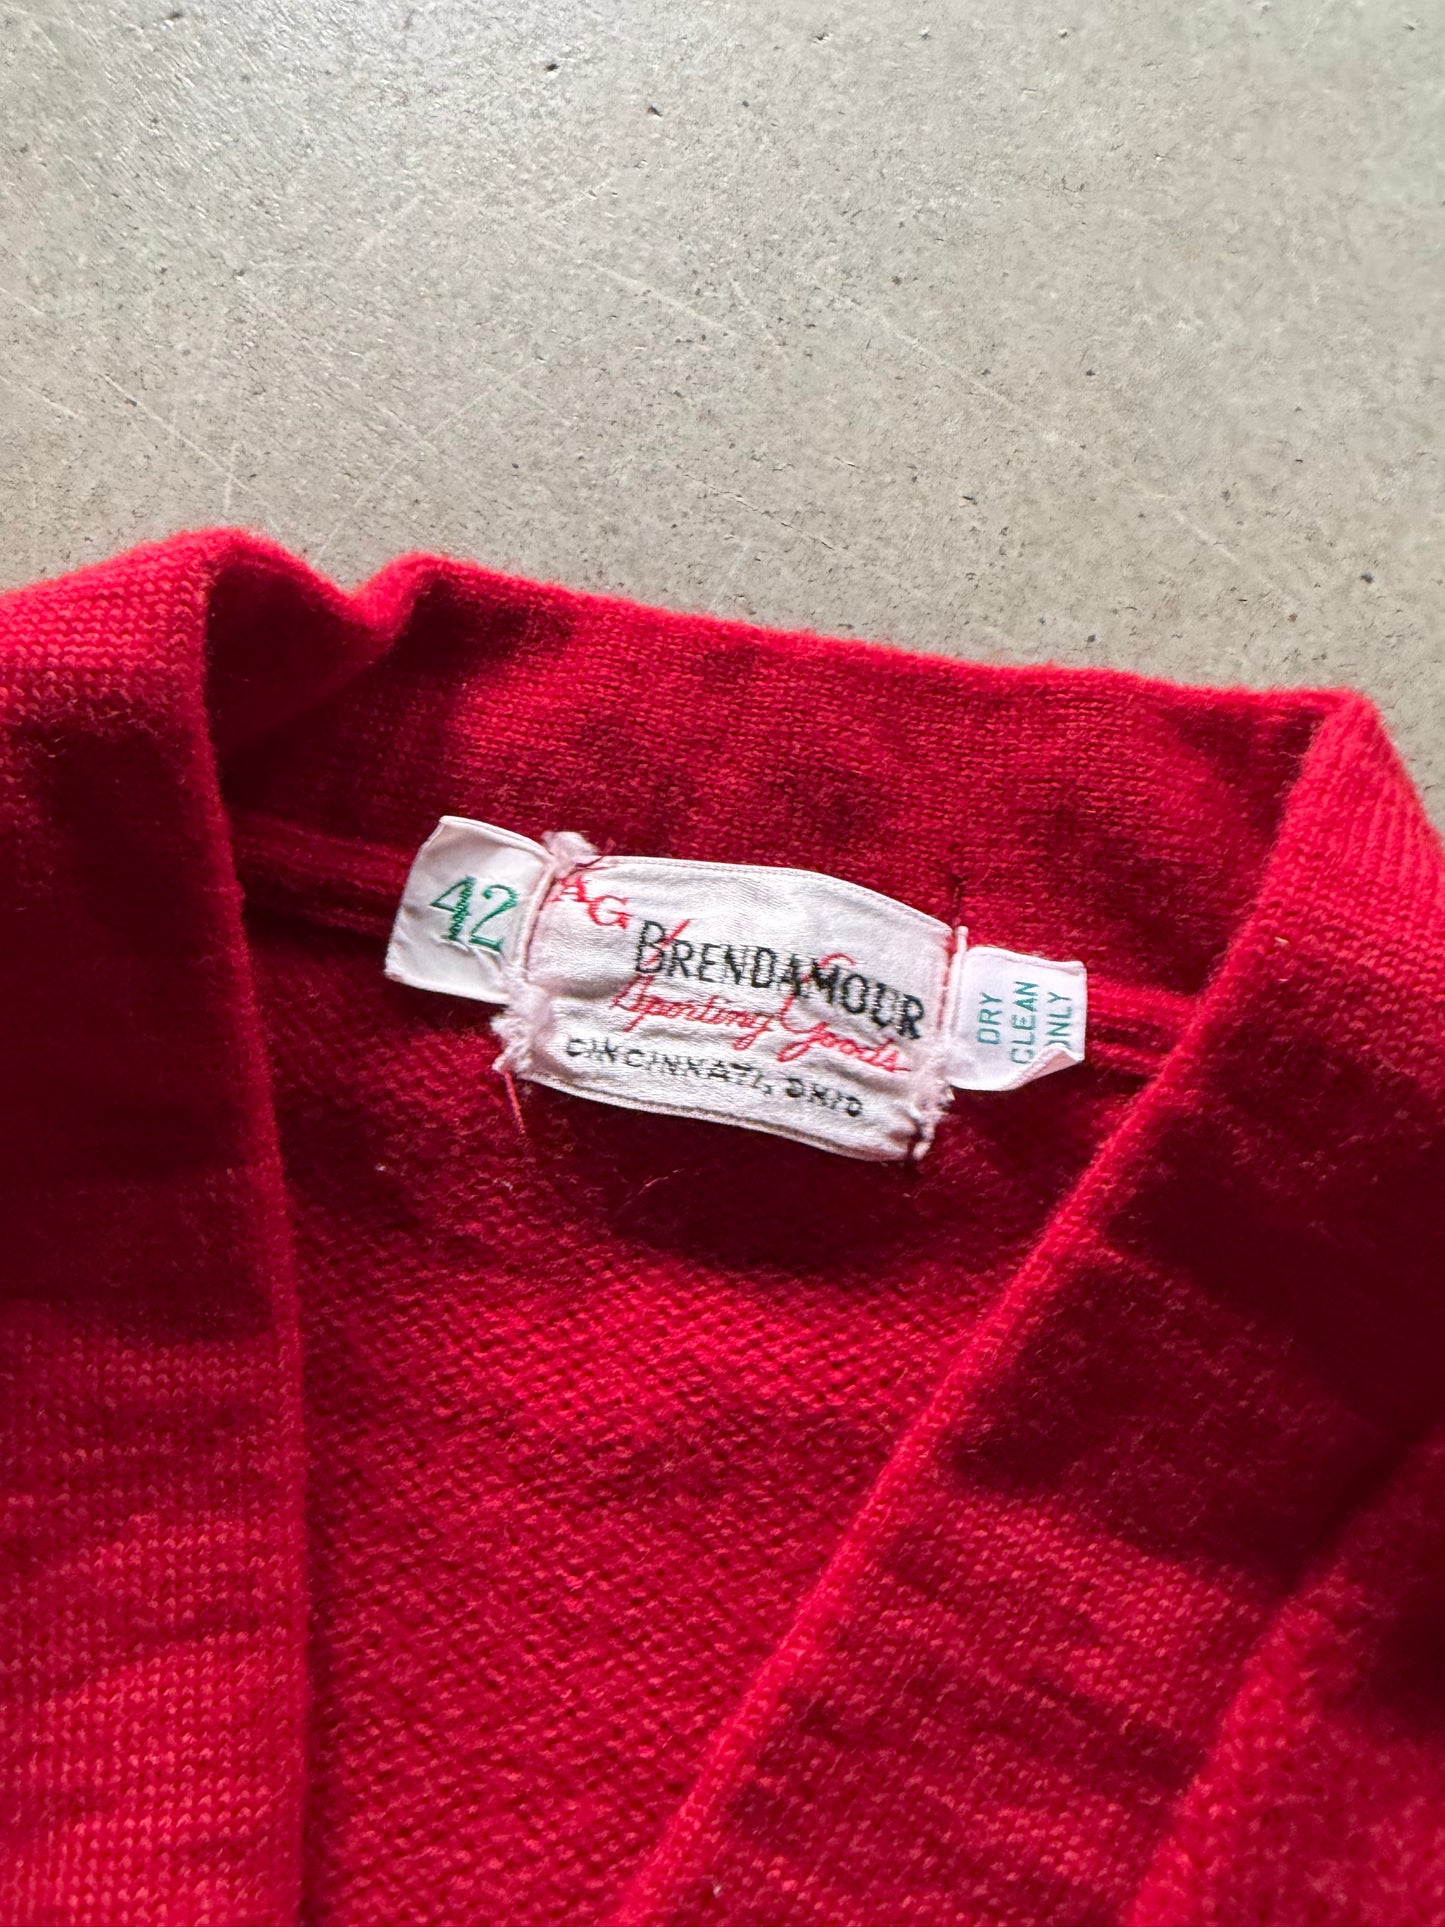 42
AG BRENDAMOUR
Sporting Goods
CINCINNATI, OHIO
DRY
CLEAN
ONLY